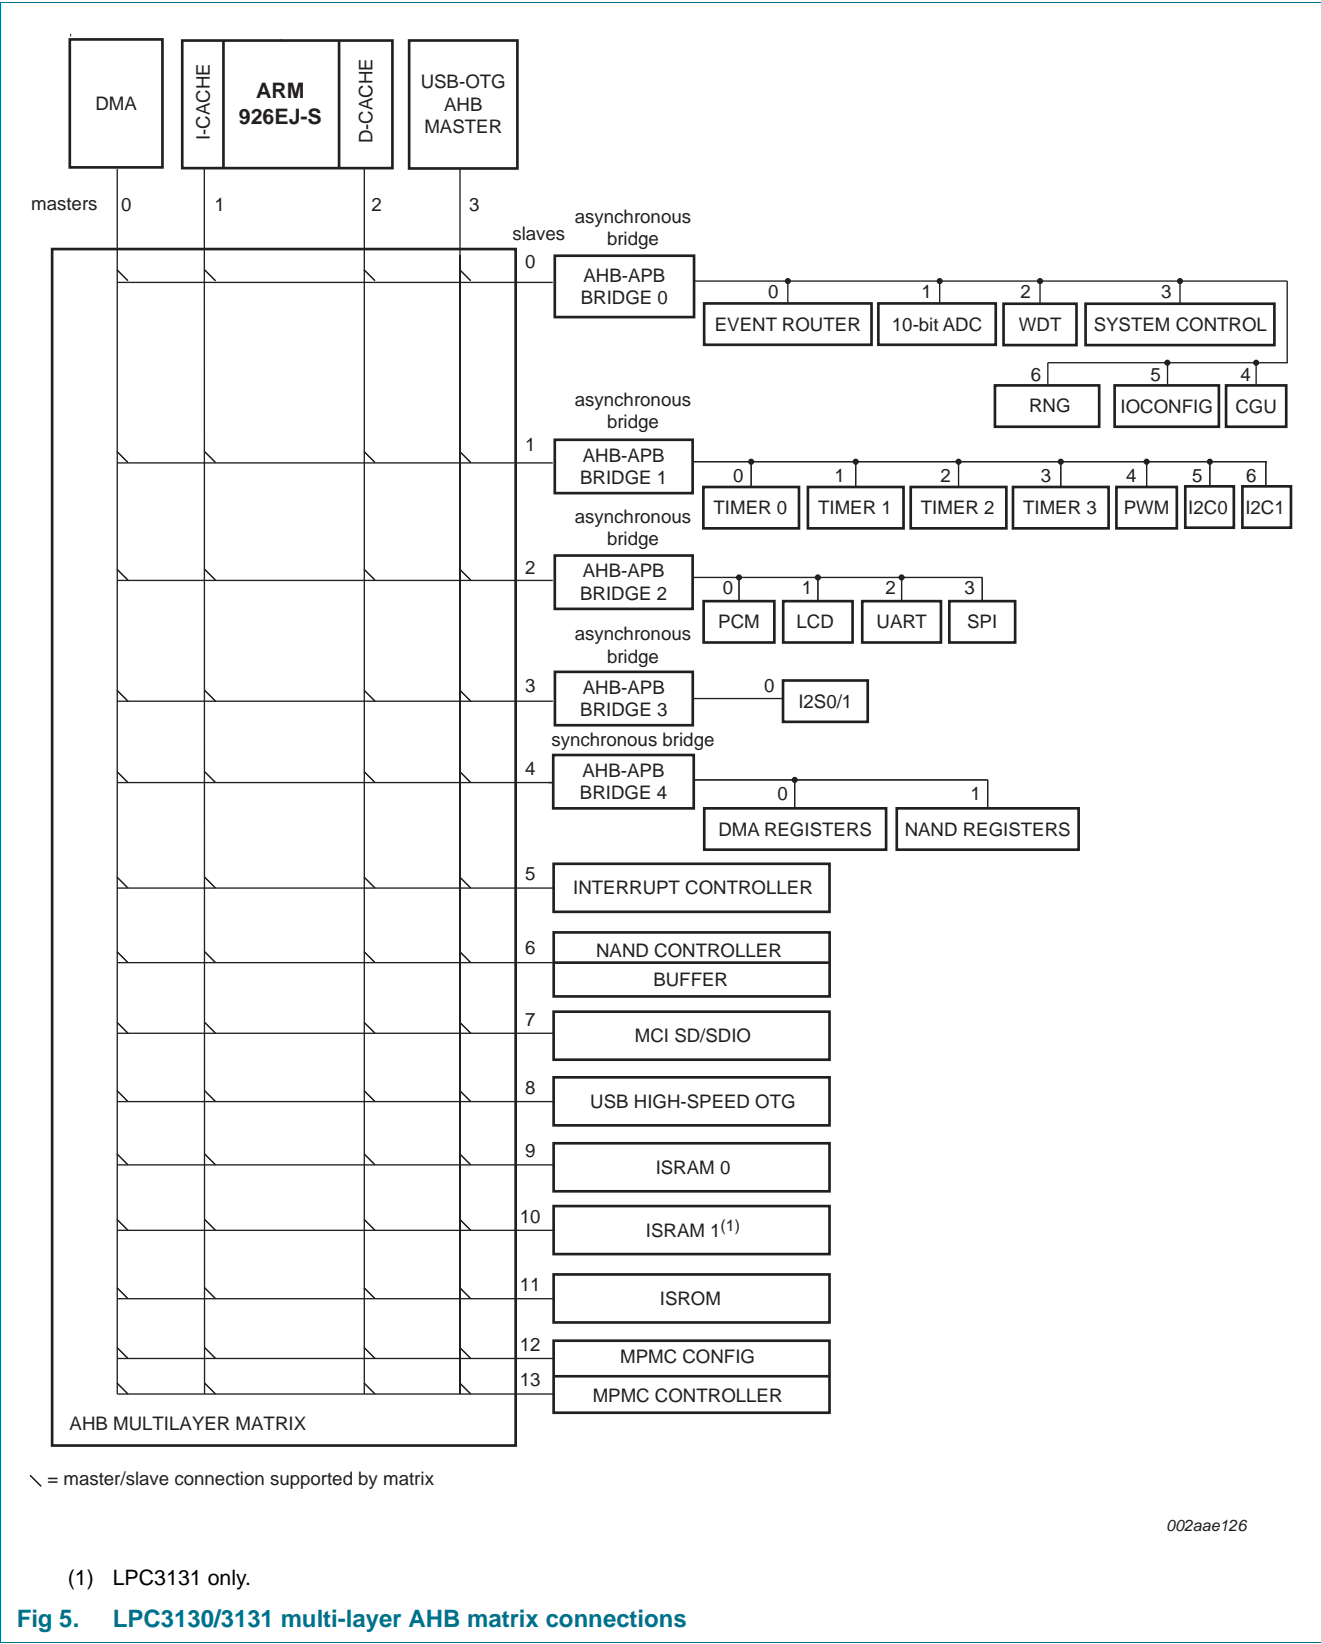 DMA
I-CACHE
ARM
926EJ-S
D-CACHE
USB-OTG
AHB
MASTER
masters 0 1 2 3
slaves
asynchronous
bridge
0
AHB-APB
BRIDGE 0
0 1 2 3
EVENT ROUTER 10-bit ADC WDT SYSTEM CONTROL
6 5 4
RNG IOCONFIG CGU
asynchronous
bridge
1
AHB-APB
BRIDGE 1
0 1 2 3 4 5 6
TIMER 0 TIMER 1 TIMER 2 TIMER 3 PWM I2C0 I2C1
asynchronous
bridge
2
AHB-APB
BRIDGE 2
0 1 2 3
PCM LCD UART SPI
asynchronous
bridge
3
AHB-APB
BRIDGE 3
0
I2S0/1
synchronous bridge
4
AHB-APB
BRIDGE 4
0 1
DMA REGISTERS NAND REGISTERS
5
INTERRUPT CONTROLLER
6
NAND CONTROLLER
BUFFER
7
MCI SD/SDIO
8
USB HIGH-SPEED OTG
9
ISRAM 0
10
ISRAM 1(1)
11
ISROM
12
MPMC CONFIG
13
MPMC CONTROLLER
AHB MULTILAYER MATRIX
= master/slave connection supported by matrix
002aae126
(1) LPC3131 only.
Fig 5. LPC3130/3131 multi-layer AHB matrix connections